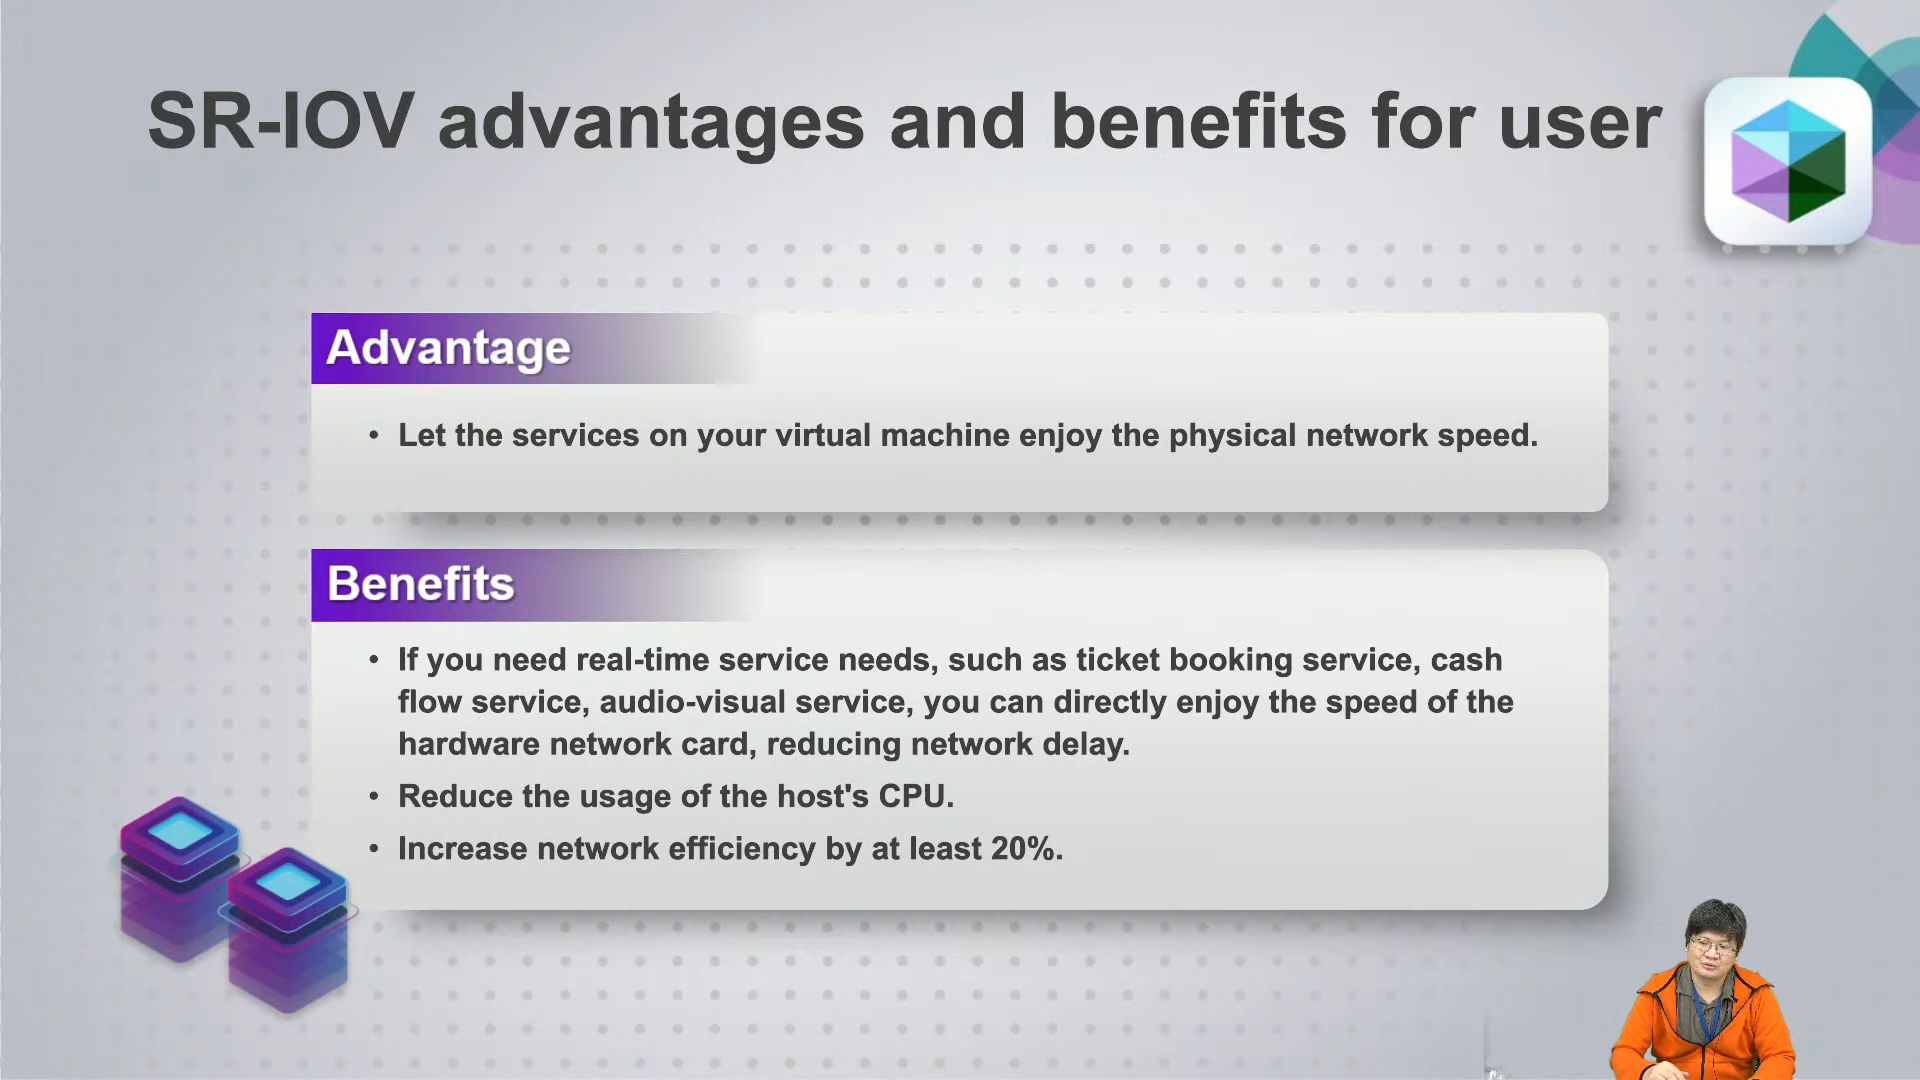 SR-IOV advantages and benefits for user
Advantage
• Let the services on your virtual machine enjoy the physical network speed.
Benefits
• If you need real-time service needs, such as ticket booking service, cash
flow service, audio-visual service, you can directly enjoy the speed of the
hardware network card, reducing network delay.
• Reduce the usage of the host's CPU.
• Increase network efficiency by at least 20%.